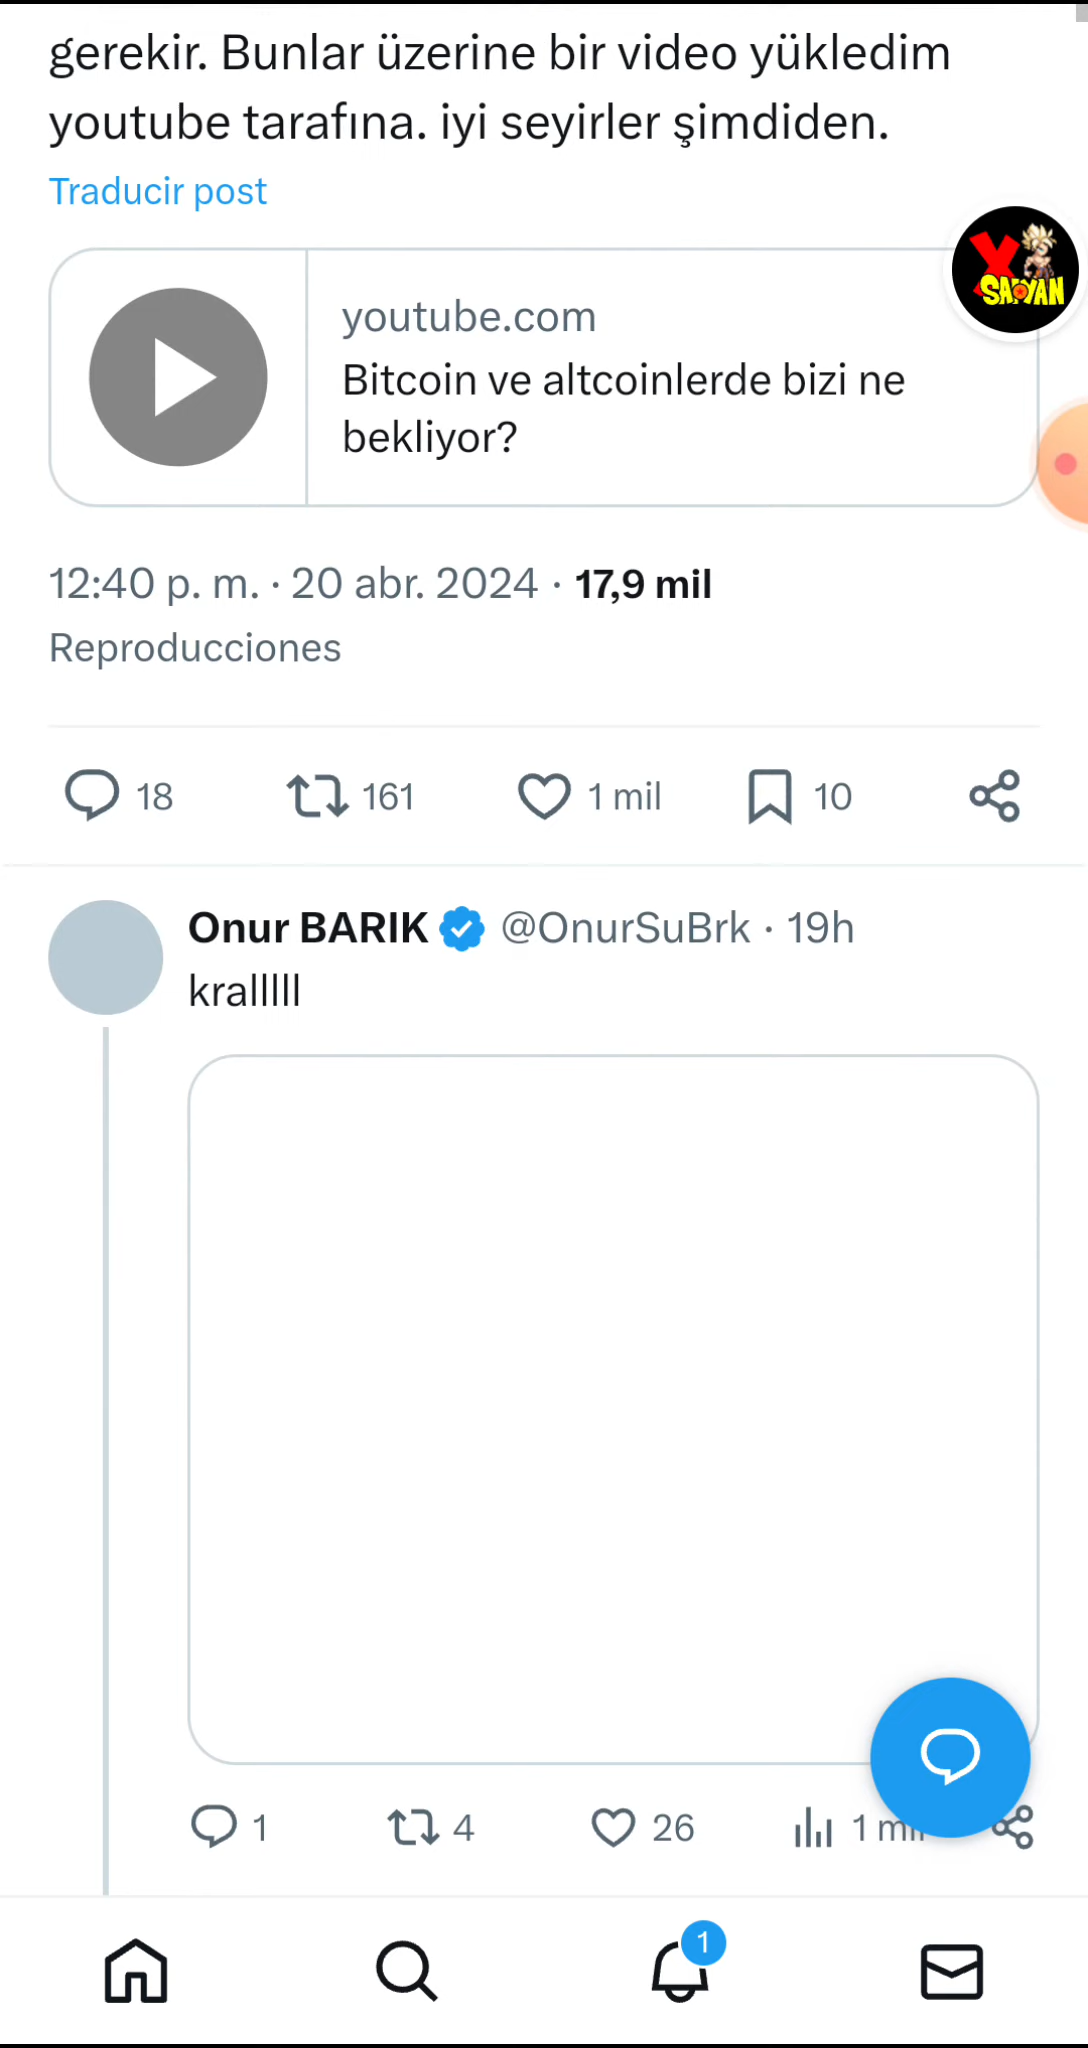 gerekir. Bunlar üzerine bir video yükledim
youtube tarafına. iyi seyirler şimdiden.
Traducir post
X
SAIYAN
youtube.com
Bitcoin ve altcoinlerde bizi ne
bekliyor?
12:40 p. m. · 20 abr. 2024 · 17,9 mil
Reproducciones
18 161 1 mil 10
Onur BARIK @OnurSuBrk · 19h
kralllll
1 4 26 1 mil
1